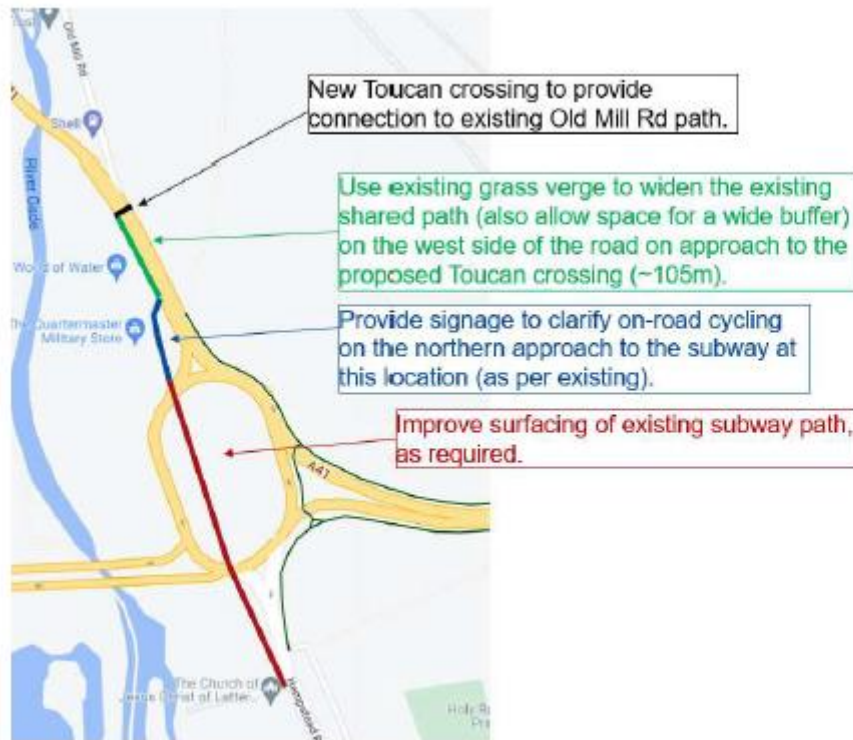 Old Mill Rd
New Toucan crossing to provide
connection to existing Old Mill Rd path.
Shell
River Gade
Use existing grass verge to widen the existing
shared path (also allow space for a wide buffer)
on the west side of the road on approach to the
proposed Toucan crossing (~105m).
World of Water
The Quartermaster
Military Store
Provide signage to clarify on-road cycling
on the northern approach to the subway at
this location (as per existing).
Improve surfacing of existing subway path,
as required.
A41
The Church of
Jesus Christ of Latter...
Hempstead R
Holy R
Pre